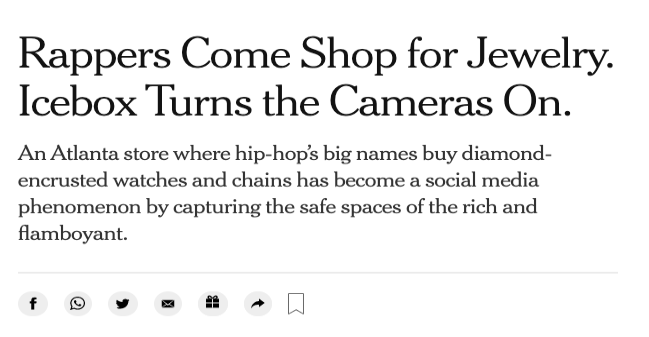 Rappers Come Shop for Jewelry.
Icebox Turns the Cameras On.
An Atlanta store where hip-hop’s big names buy diamond-
encrusted watches and chains has become a social media
phenomenon by capturing the safe spaces of the rich and
flamboyant.